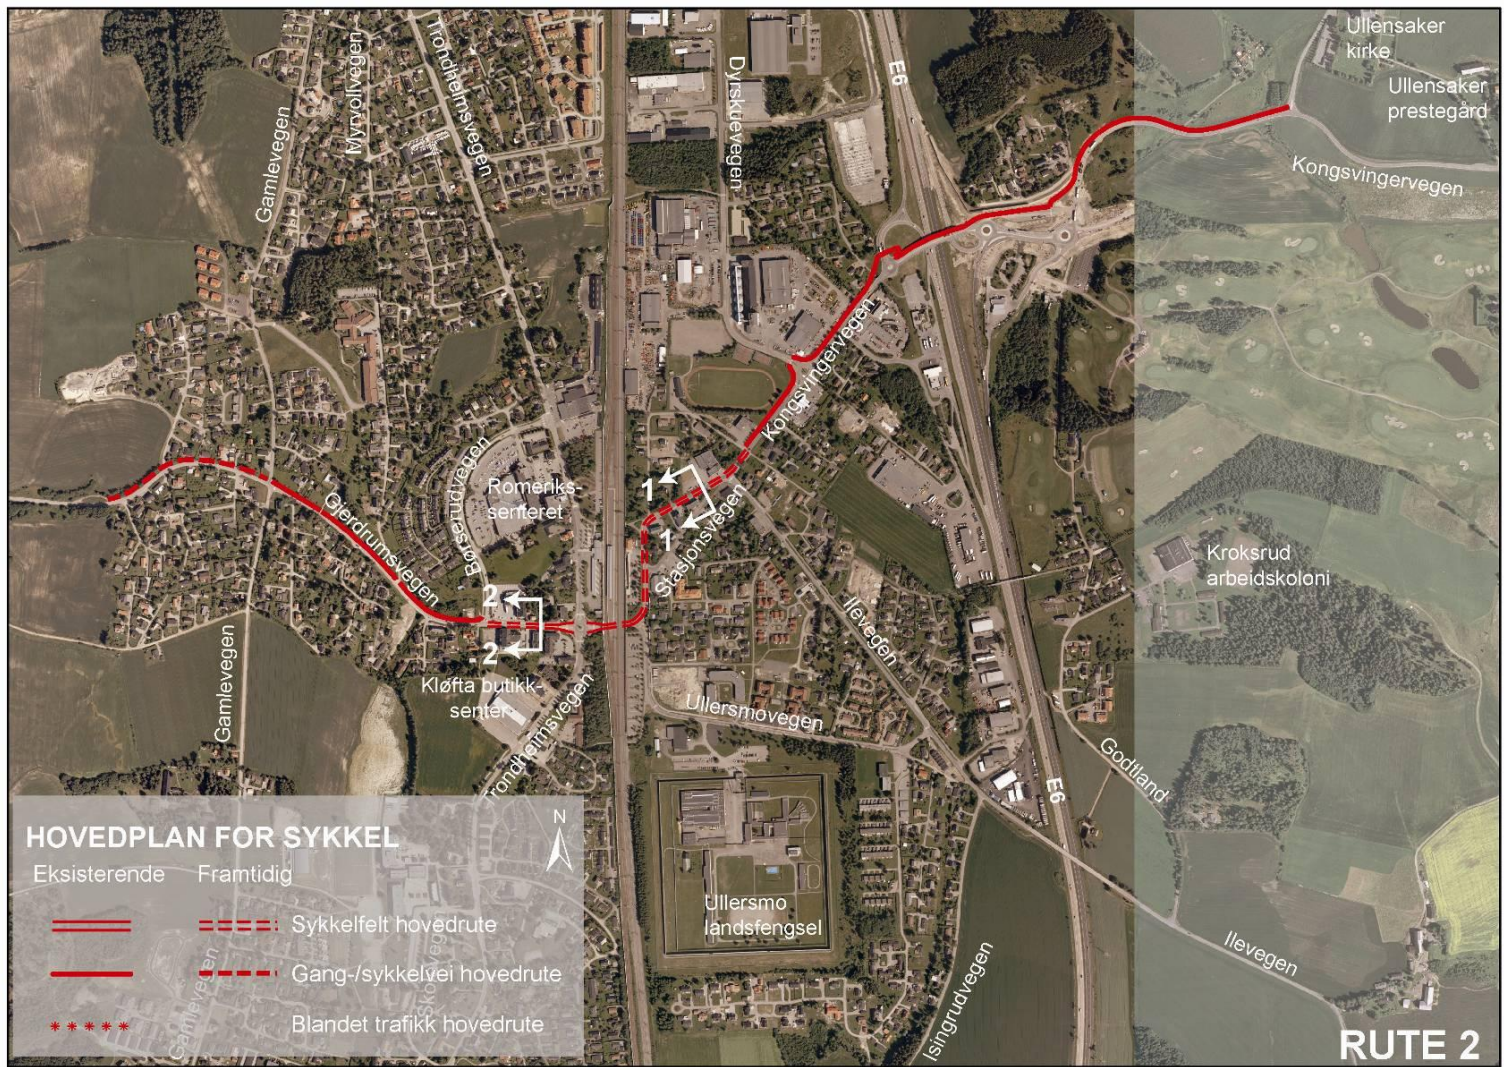 Ullensaker
kirke
Ullensaker
prestegård
Kongsvingervegen
E6
Dyrskuevegen
Trondheimsvegen
Myrvollvegen
Gamlevegen
Kongsvingervegen
Børserudvegen
Romeriks-
senteret
Gjerdrumsvegen
1
1
Stasjonsvegen
2
2
Kløfta butikk-
senter
Trondheimsvegen
Gamlevegen
Ilevegen
Ullersmovegen
Kroksrud
arbeidskoloni
Godtland
E6
Ullersmo
landsfengsel
Isingrudvegen
Ilevegen
HOVEDPLAN FOR SYKKEL
N
Eksisterende Framtidig
Sykkelfelt hovedrute
Gang-/sykkelvei hovedrute
Blandet trafikk hovedrute
Gamlevegen
RUTE 2